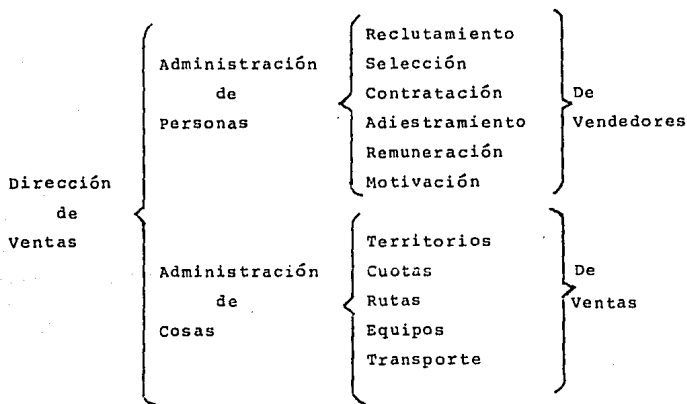 Dirección
de
Ventas
Administración
de
Personas
Reclutamiento
Selección
Contratación
Adiestramiento
Remuneración
Motivación
De
Vendedores
Administración
de
Cosas
Territorios
Cuotas
Rutas
Equipos
Transporte
De
Ventas